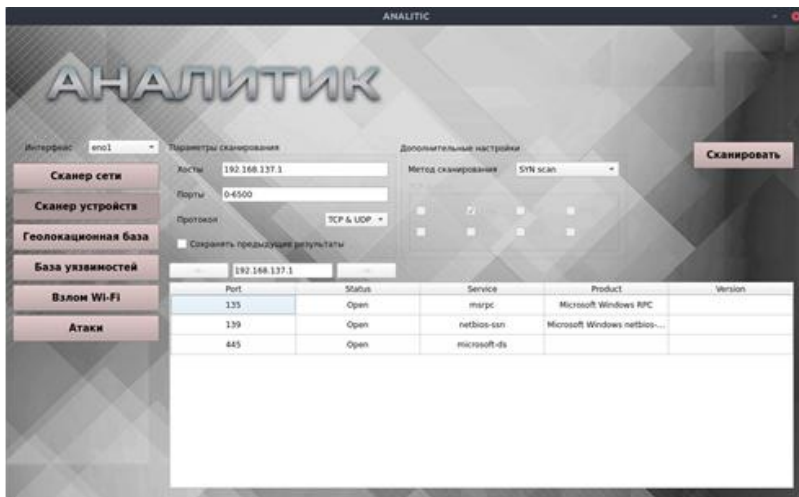 ANALITIC
АНАЛИТИК
Интерфейс eno1
Параметры сканирования
Дополнительные настройки
Сканировать
Хосты 192.168.137.1
Метод сканирования SYN scan
Сканер сети
Порты 0-6500
Сканер устройств
Протокол TCP & UDP
Геолокационная база
Сохранять предыдущие результаты
База уязвимостей
192.168.137.1
Взлом Wi-Fi
Атаки
Port Status Service Product Version
135 Open msrpc Microsoft Windows RPC
139 Open netbios-ssn Microsoft Windows netbios-...
445 Open microsoft-ds